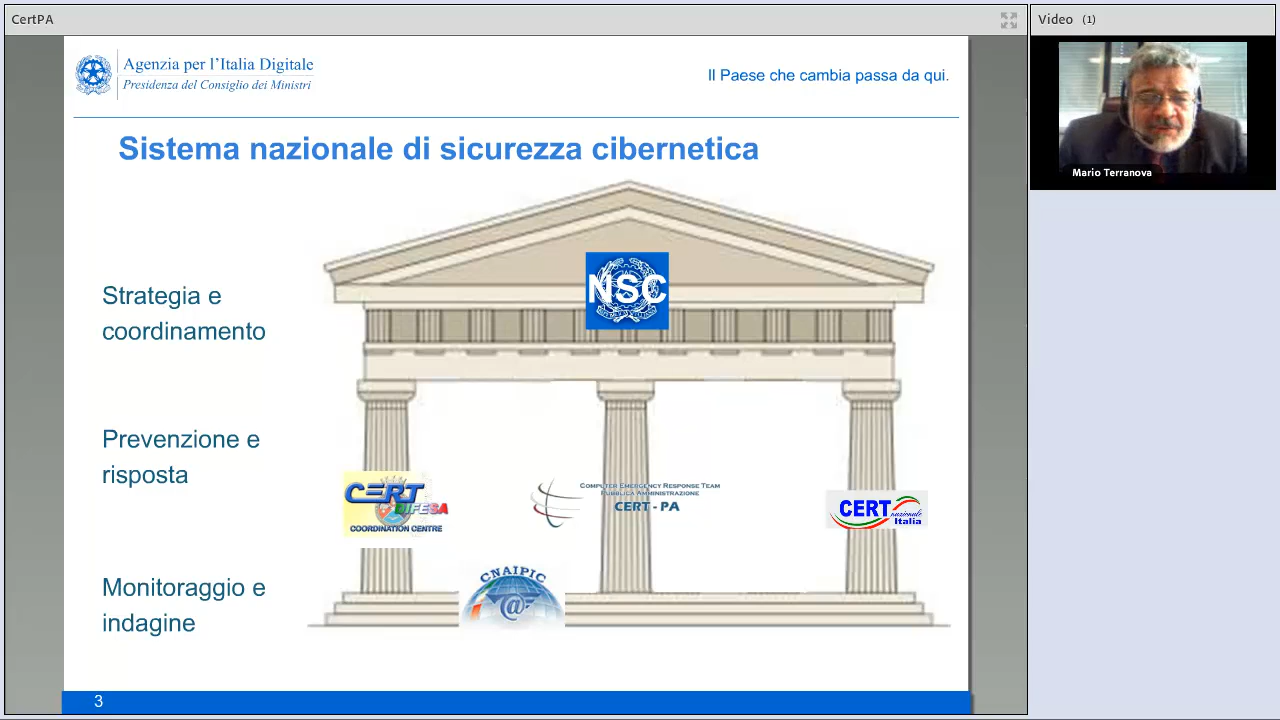 CertPA
Video (1)
Agenzia per l'Italia Digitale
Presidenza del Consiglio dei Ministri
Il Paese che cambia passa da qui.
Mario Terranova
Sistema nazionale di sicurezza cibernetica
NSC
Strategia e
coordinamento
Prevenzione e
risposta
CERT
DIFESA
COORDINATION CENTRE
COMPUTER EMERGENCY RESPONSE TEAM
PUBBLICA AMMINISTRAZIONE
CERT - PA
CERT nazionale
Italia
CNAIPIC
@
Monitoraggio e
indagine
3